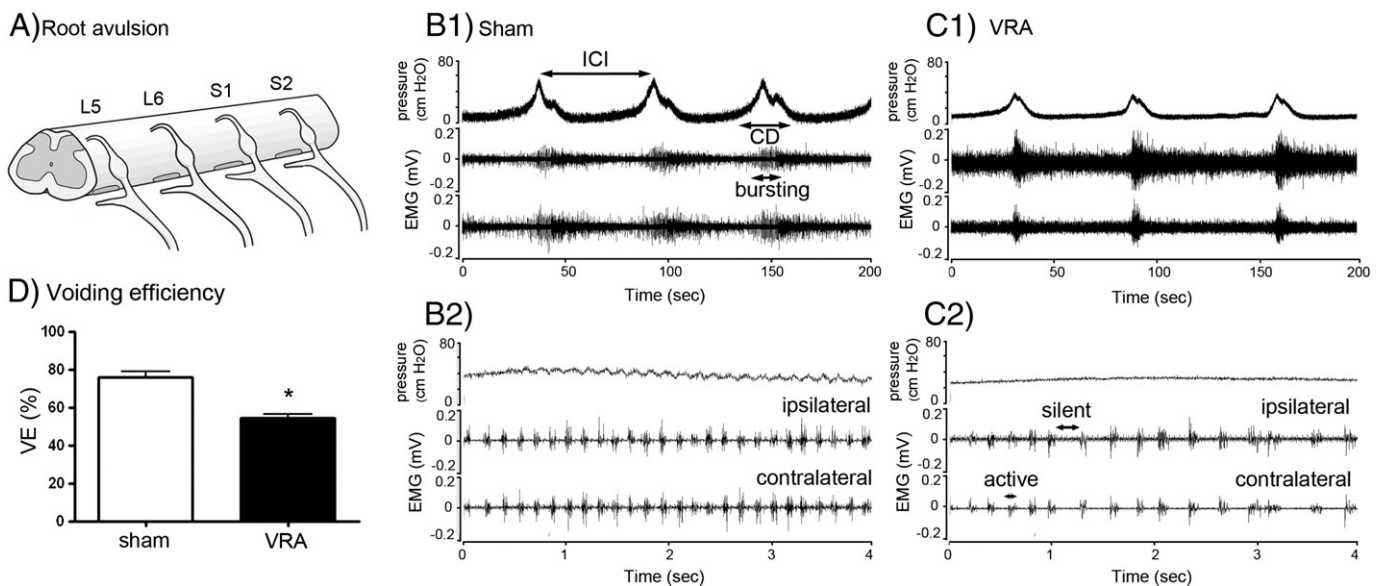 A) Root avulsion
L5 L6 S1 S2
B1) Sham
80
pressure
(cm H2O)
0
ICI
CD
0.2
EMG (mV)
0
-0.2
bursting
0.2
EMG (mV)
0
-0.2
0 50 100 150 200
Time (sec)
C1) VRA
80
pressure
(cm H2O)
0
0.2
EMG (mV)
0
-0.2
0.2
EMG (mV)
0
-0.2
0 50 100 150 200
Time (sec)
D) Voiding efficiency
VE (%)
100
80
60
40
20
0
*
sham VRA
B2)
80
pressure
(cm H2O)
0
ipsilateral
0.2
EMG (mV)
0
-0.2
contralateral
0.2
0
-0.2
0 1 2 3 4
Time (sec)
C2)
80
pressure
(cm H2O)
0
silent
ipsilateral
0.2
EMG (mV)
0
-0.2
active
contralateral
0.2
0
-0.2
0 1 2 3 4
Time (sec)